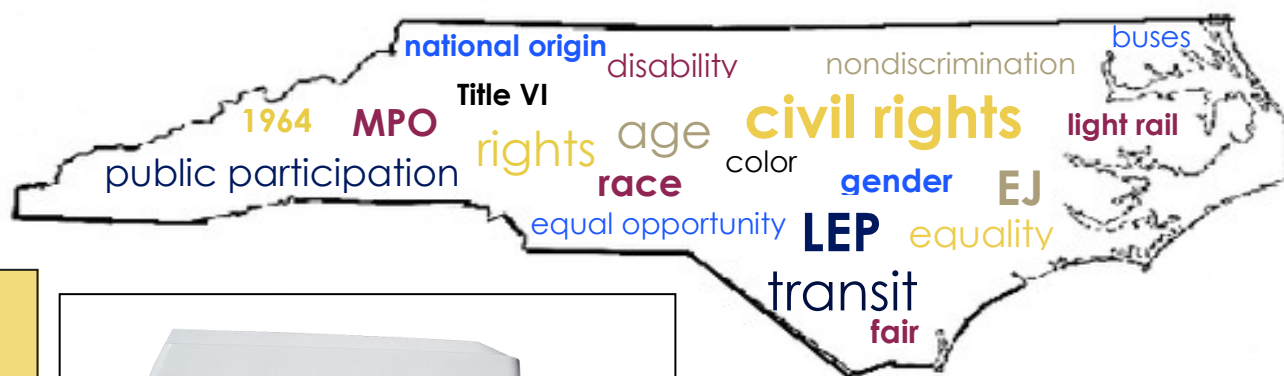 buses
national origin
disability
nondiscrimination
Title VI
1964
MPO
civil rights
light rail
rights
age
color
public participation
race
gender
EJ
equal opportunity
LEP
equality
transit
fair